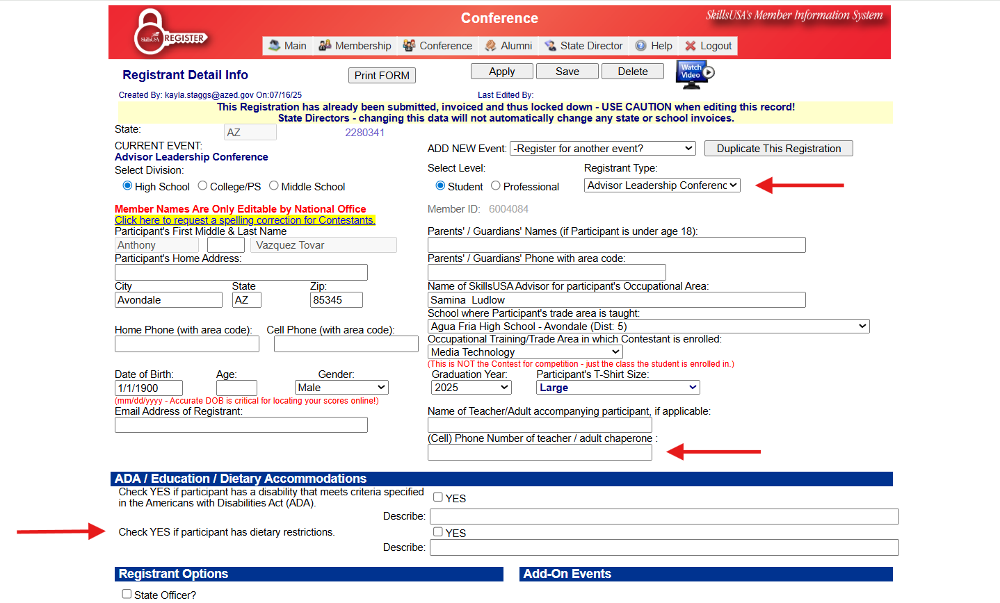 SkillsUSA REGISTER
Conference
SkillsUSA's Member Information System
Main Membership Conference Alumni State Director Help Logout
Registrant Detail Info
Print FORM
Apply Save Delete
Watch Video
Created By: kayla.staggs@azed.gov On:07/16/25
Last Edited By:
This Registration has already been submitted, invoiced and thus locked down - USE CAUTION when editing this record!
State Directors - changing this data will not automatically change any state or school invoices.
State: AZ 2280341
CURRENT EVENT:
Advisor Leadership Conference
ADD NEW Event: -Register for another event? Duplicate This Registration
Select Division:
High School College/PS Middle School
Select Level:
Student Professional
Registrant Type:
Advisor Leadership Conferenc
Member Names Are Only Editable by National Office
Click here to request a spelling correction for Contestants.
Member ID: 6004084
Participant's First Middle & Last Name
Anthony Vazquez Tovar
Parents' / Guardians' Names (if Participant is under age 18):
Participant's Home Address:
Parents' / Guardians' Phone with area code:
City State Zip:
Avondale AZ 85345
Name of SkillsUSA Advisor for participant's Occupational Area:
Samina Ludlow
School where Participant's trade area is taught:
Agua Fria High School - Avondale (Dist: 5)
Home Phone (with area code): Cell Phone (with area code):
Occupational Training/Trade Area in which Contestant is enrolled:
Media Technology
(This is NOT the Contest for competition - just the class the student is enrolled in.)
Date of Birth: Age: Gender:
1/1/1900 Male
(mm/dd/yyyy - Accurate DOB is critical for locating your scores online!)
Graduation Year: Participant's T-Shirt Size:
2025 Large
Email Address of Registrant:
Name of Teacher/Adult accompanying participant, if applicable:
(Cell) Phone Number of teacher / adult chaperone :
ADA / Education / Dietary Accommodations
Check YES if participant has a disability that meets criteria specified
in the Americans with Disabilities Act (ADA).
YES
Describe:
Check YES if participant has dietary restrictions.
YES
Describe:
Registrant Options
Add-On Events
State Officer?